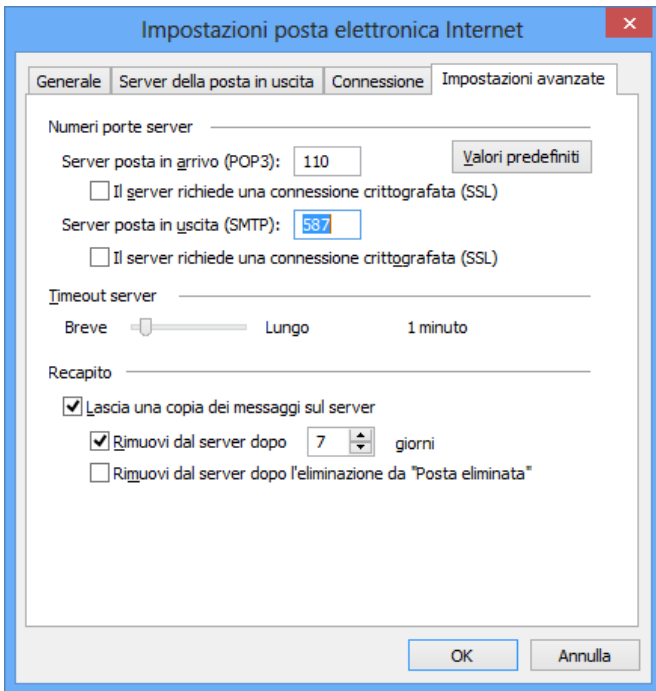 Impostazioni posta elettronica Internet
Generale Server della posta in uscita Connessione Impostazioni avanzate
Numeri porte server
Server posta in arrivo (POP3): 110 Valori predefiniti
Il server richiede una connessione crittografata (SSL)
Server posta in uscita (SMTP): 587
Il server richiede una connessione crittografata (SSL)
Timeout server
Breve Lungo 1 minuto
Recapito
Lascia una copia dei messaggi sul server
Rimuovi dal server dopo 7 giorni
Rimuovi dal server dopo l'eliminazione da "Posta eliminata"
OK Annulla